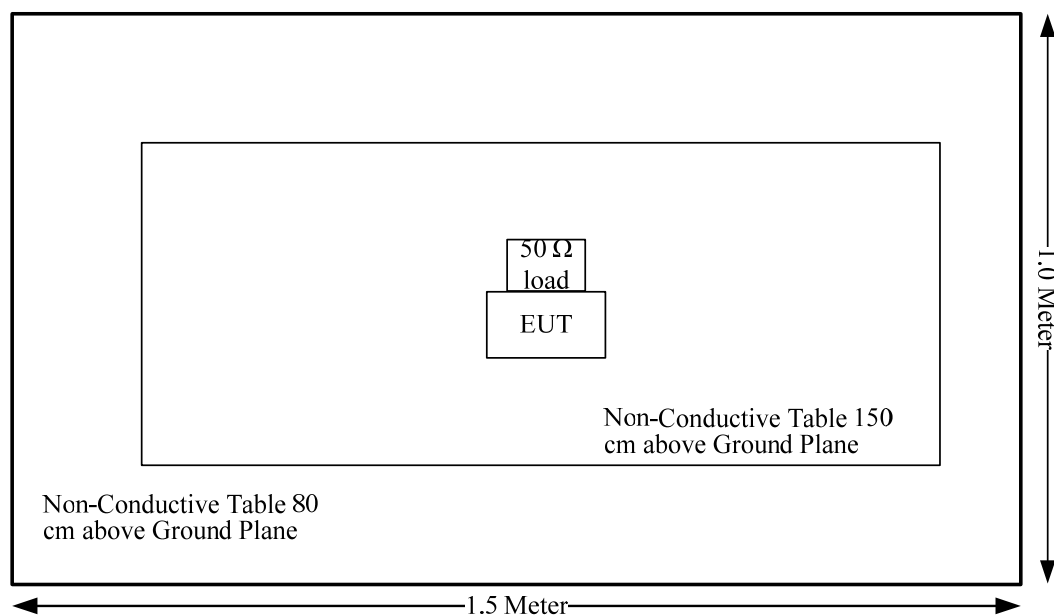 50 Ω
load
EUT
Non-Conductive Table 150
cm above Ground Plane
Non-Conductive Table 80
cm above Ground Plane
1.0 Meter
1.5 Meter